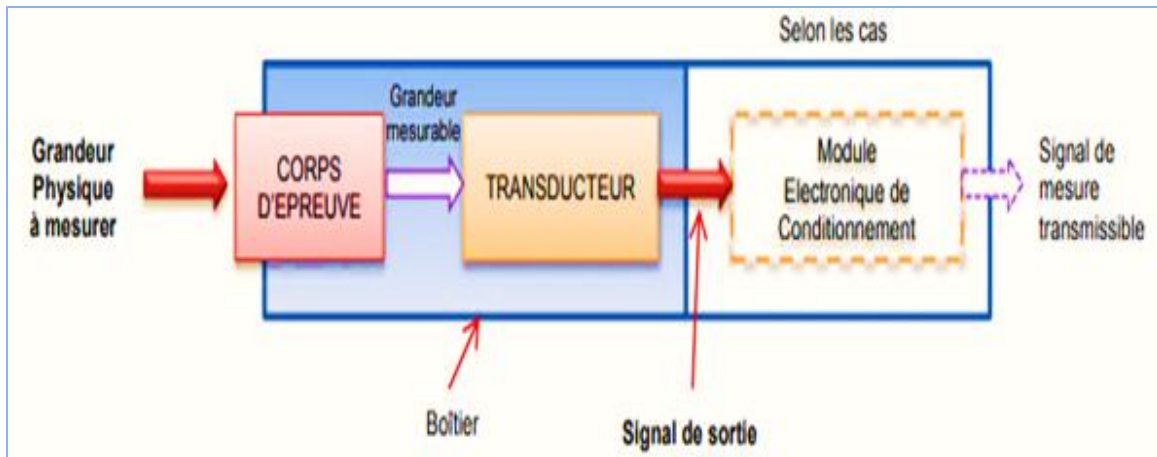 Selon les cas
Grandeur
mesurable
Grandeur
Physique
à mesurer
CORPS
D'EPREUVE
TRANSDUCTEUR
Module
Electronique de
Conditionnement
Signal de
mesure
transmissible
Boîtier
Signal de sortie